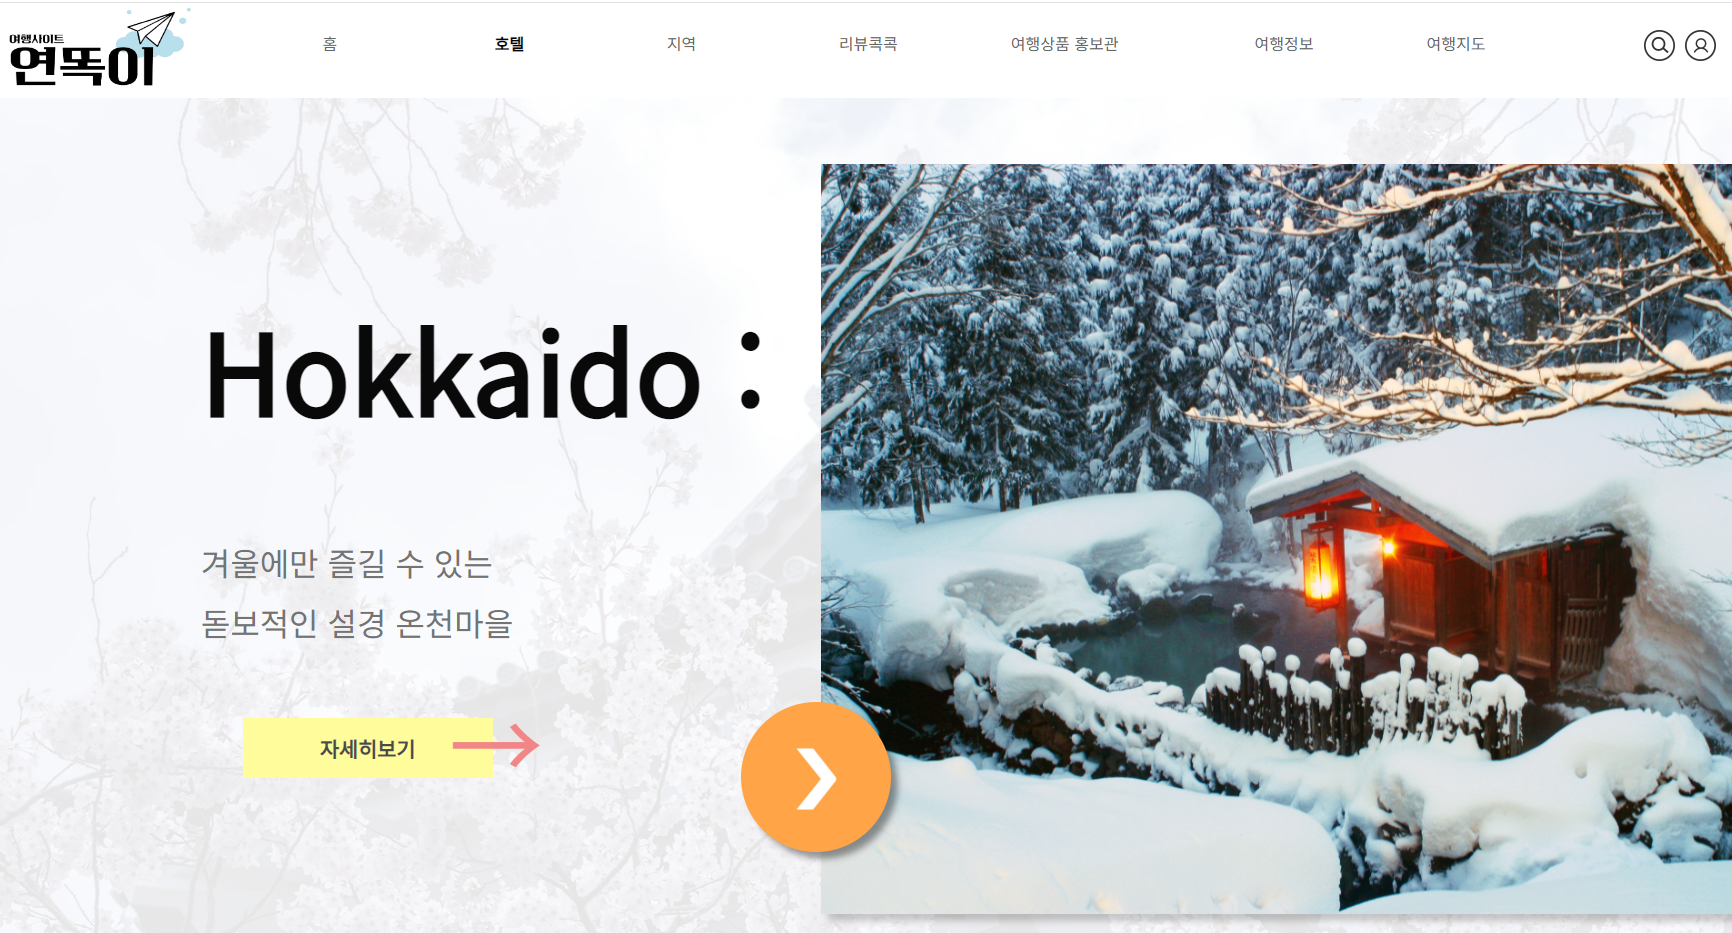 여행사이트
연똑이
홈
호텔
지역
리뷰콕콕
여행상품 홍보관
여행정보
여행지도
Hokkaido :
겨울에만 즐길 수 있는
돋보적인 설경 온천마을
자세히보기